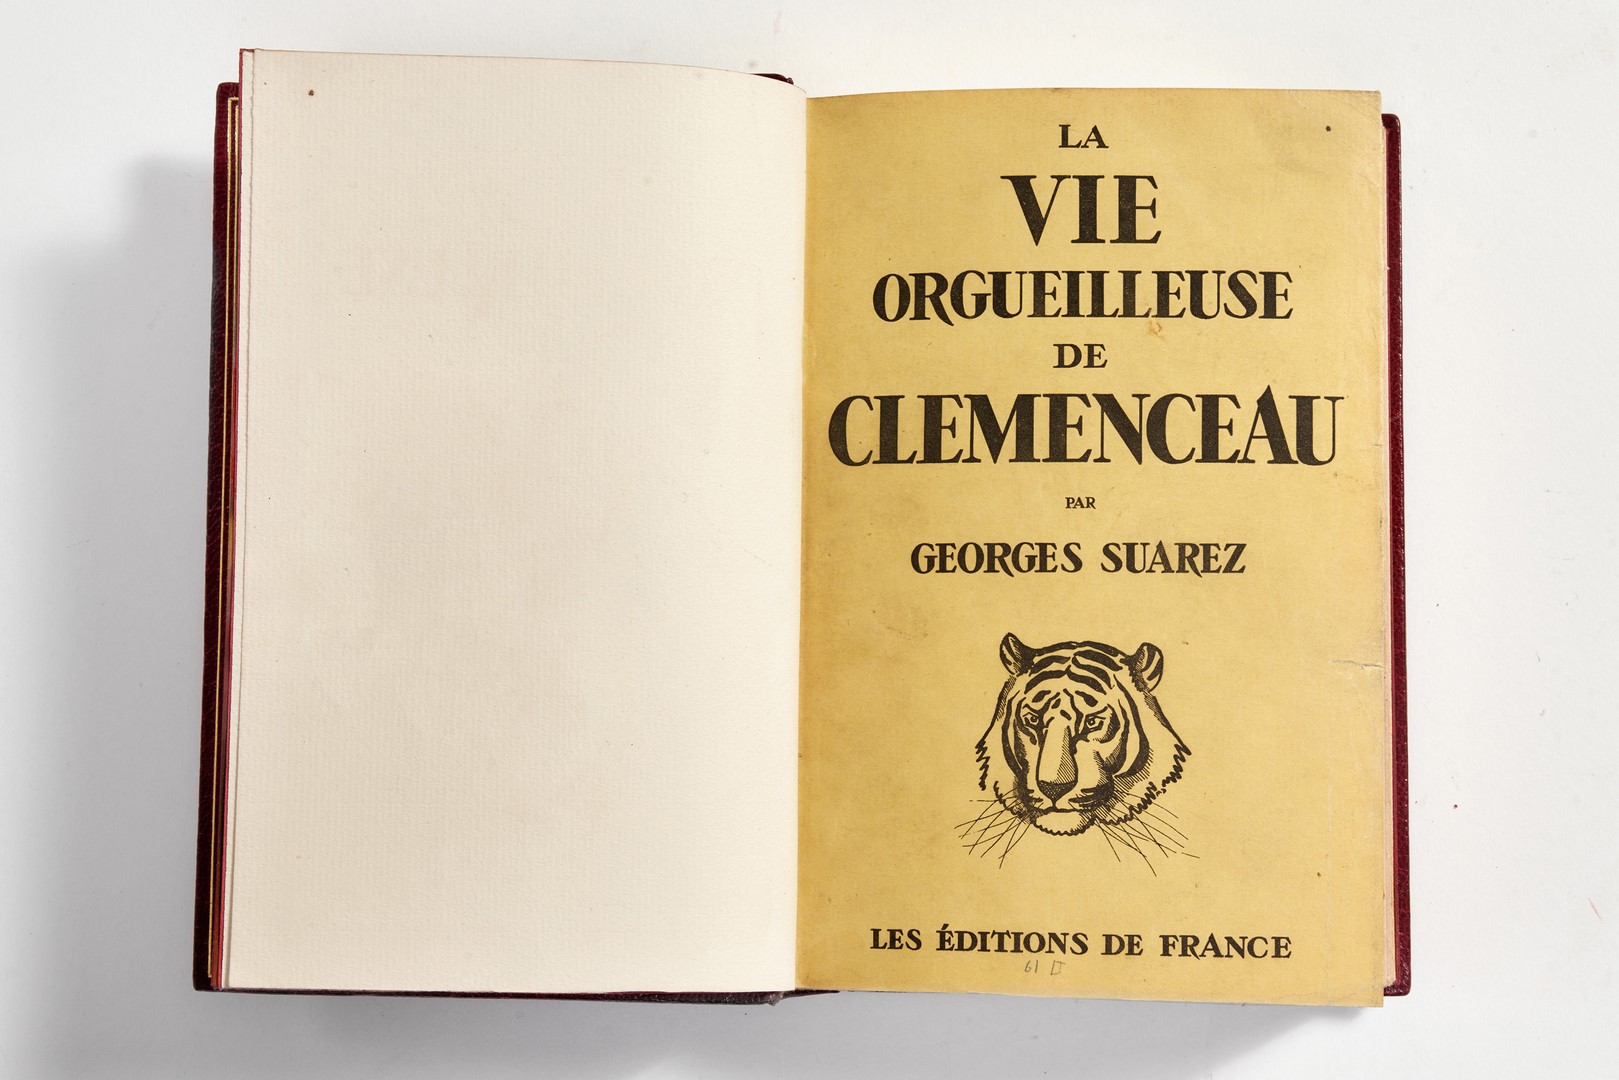 LA
VIE
ORGUEILLEUSE
DE
CLEMENCEAU
PAR
GEORGES SUAREZ
LES ÉDITIONS DE FRANCE